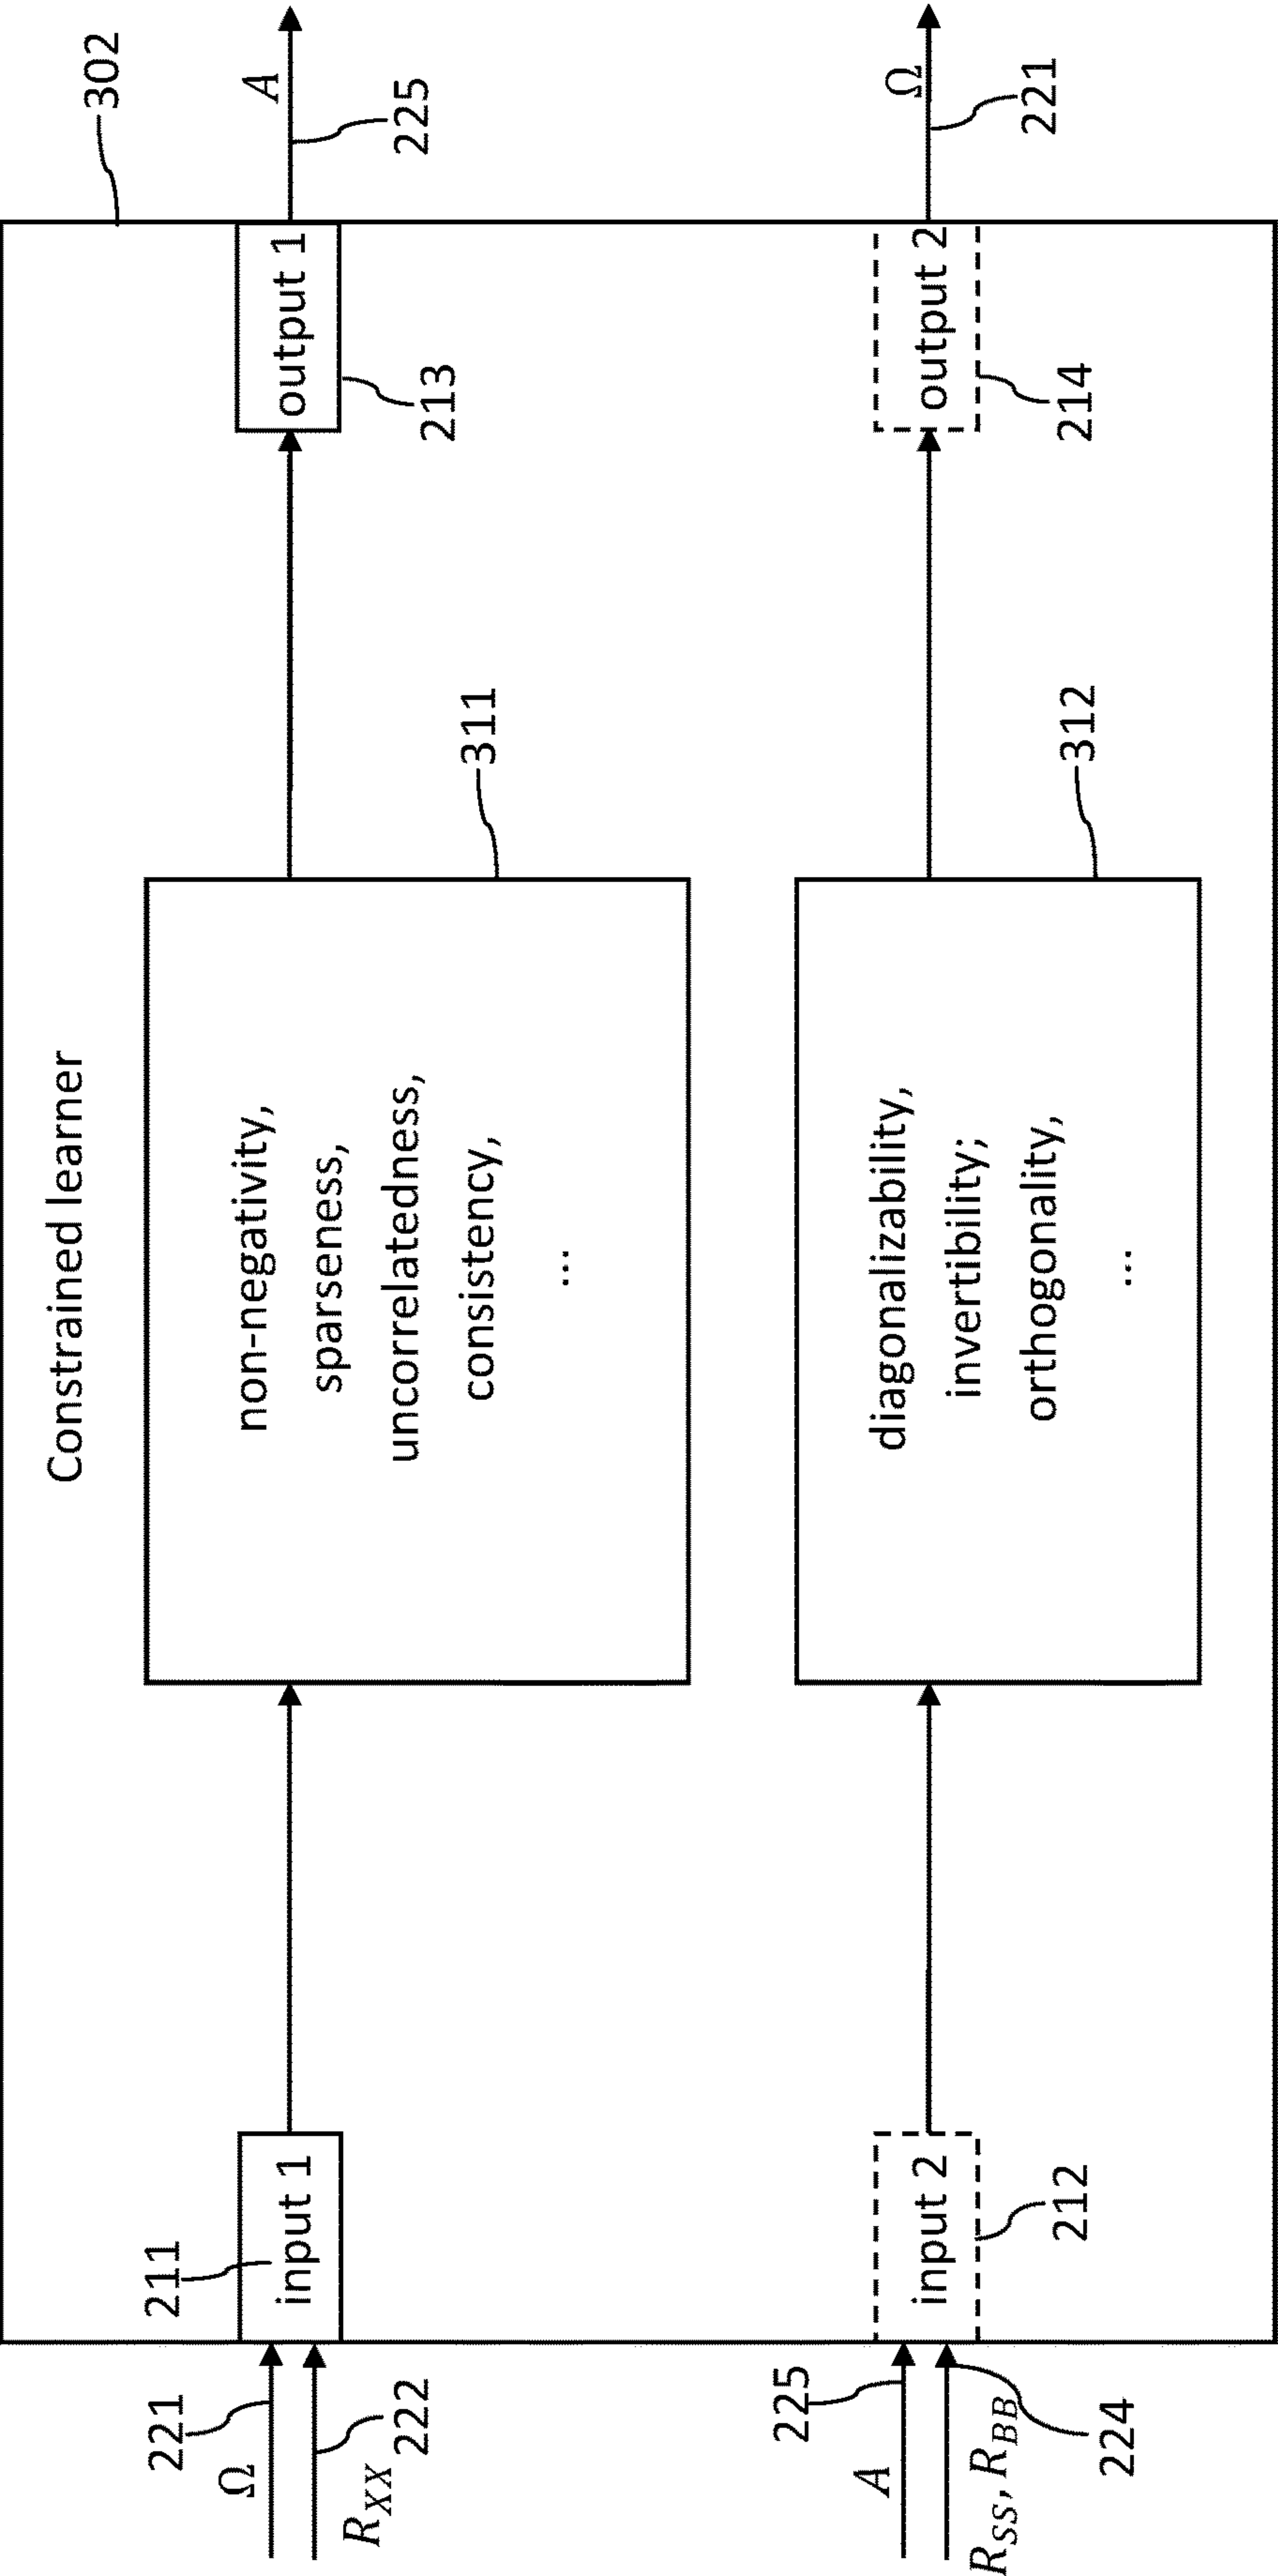 Constrained learner
302
221
Ω
R_XX
222
211
input 1
non-negativity,
sparseness,
uncorrelatedness,
consistency,
...
311
output 1
213
A
225
225
A
R_SS, R_BB
224
input 2
212
diagonalizability,
invertibility;
orthogonality,
...
312
output 2
214
Ω
221